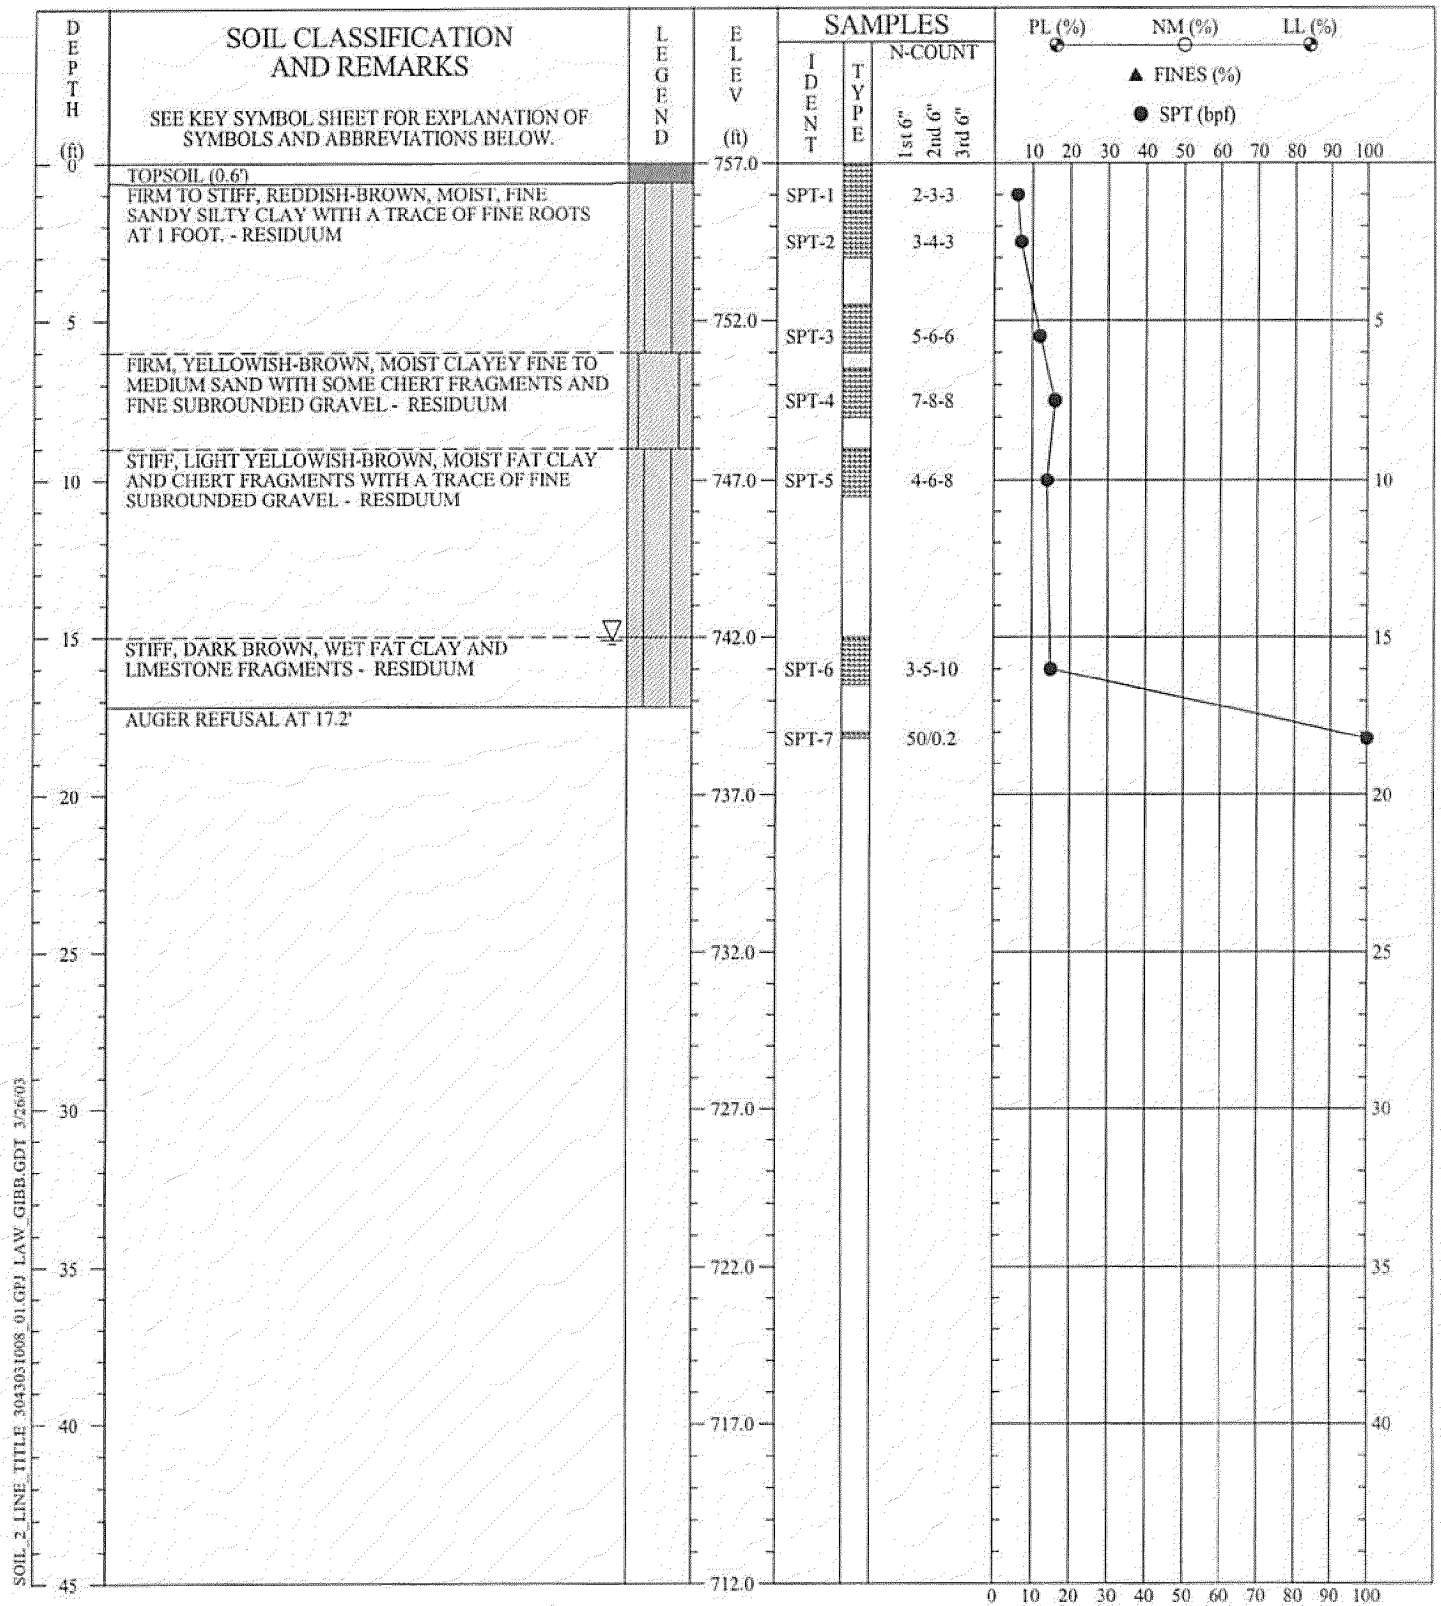 DEPTH
(ft)
SOIL CLASSIFICATION
AND REMARKS
SEE KEY SYMBOL SHEET FOR EXPLANATION OF
SYMBOLS AND ABBREVIATIONS BELOW.
LEGEND
ELEV
(ft)
SAMPLES
IDENT
TYPE
N-COUNT
1st 6"
2nd 6"
3rd 6"
PL (%) NM (%) LL (%)
▲ FINES (%)
● SPT (bpf)
10 20 30 40 50 60 70 80 90 100
0
757.0
TOPSOIL (0.6')
FIRM TO STIFF, REDDISH-BROWN, MOIST, FINE
SANDY SILTY CLAY WITH A TRACE OF FINE ROOTS
AT 1 FOOT. - RESIDUUM
SPT-1 2-3-3
SPT-2 3-4-3
5 752.0 5
SPT-3 5-6-6
FIRM, YELLOWISH-BROWN, MOIST CLAYEY FINE TO
MEDIUM SAND WITH SOME CHERT FRAGMENTS AND
FINE SUBROUNDED GRAVEL - RESIDUUM
SPT-4 7-8-8
STIFF, LIGHT YELLOWISH-BROWN, MOIST FAT CLAY
AND CHERT FRAGMENTS WITH A TRACE OF FINE
SUBROUNDED GRAVEL - RESIDUUM
10 747.0 SPT-5 4-6-8 10
15 742.0 15
STIFF, DARK BROWN, WET FAT CLAY AND
LIMESTONE FRAGMENTS - RESIDUUM
SPT-6 3-5-10
AUGER REFUSAL AT 17.2'
SPT-7 50/0.2
20 737.0 20
25 732.0 25
30 727.0 30
35 722.0 35
40 717.0 40
45 712.0
0 10 20 30 40 50 60 70 80 90 100
SOIL_2_LINE_TITLE 3043031008_01.GPJ LAW_GIBB.GDT 3/26/03